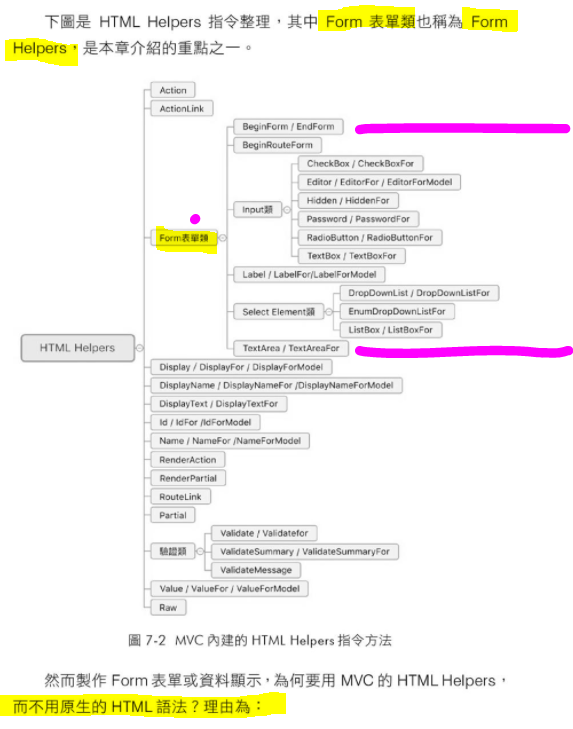 下圖是 HTML Helpers 指令整理，其中 Form 表單類也稱為 Form
Helpers，是本章介紹的重點之一。
Action
ActionLink
BeginForm / EndForm
BeginRouteForm
CheckBox / CheckBoxFor
Editor / EditorFor / EditorForModel
Hidden / HiddenFor
Input類
Password / PasswordFor
RadioButton / RadioButtonFor
Form表單類
TextBox / TextBoxFor
Label / LabelFor/LabelForModel
DropDownList / DropDownListFor
Select Element類
EnumDropDownListFor
ListBox / ListBoxFor
HTML Helpers
TextArea / TextAreaFor
Display / DisplayFor / DisplayForModel
DisplayName / DisplayNameFor /DisplayNameForModel
DisplayText / DisplayTextFor
Id / IdFor /IdForModel
Name / NameFor /NameForModel
RenderAction
RenderPartial
RouteLink
Partial
Validate / Validatefor
驗證類
ValidateSummary / ValidateSummaryFor
ValidateMessage
Value / ValueFor / ValueForModel
Raw
圖 7-2 MVC 內建的 HTML Helpers 指令方法
然而製作 Form 表單或資料顯示，為何要用 MVC 的 HTML Helpers，
而不用原生的 HTML 語法？理由為：